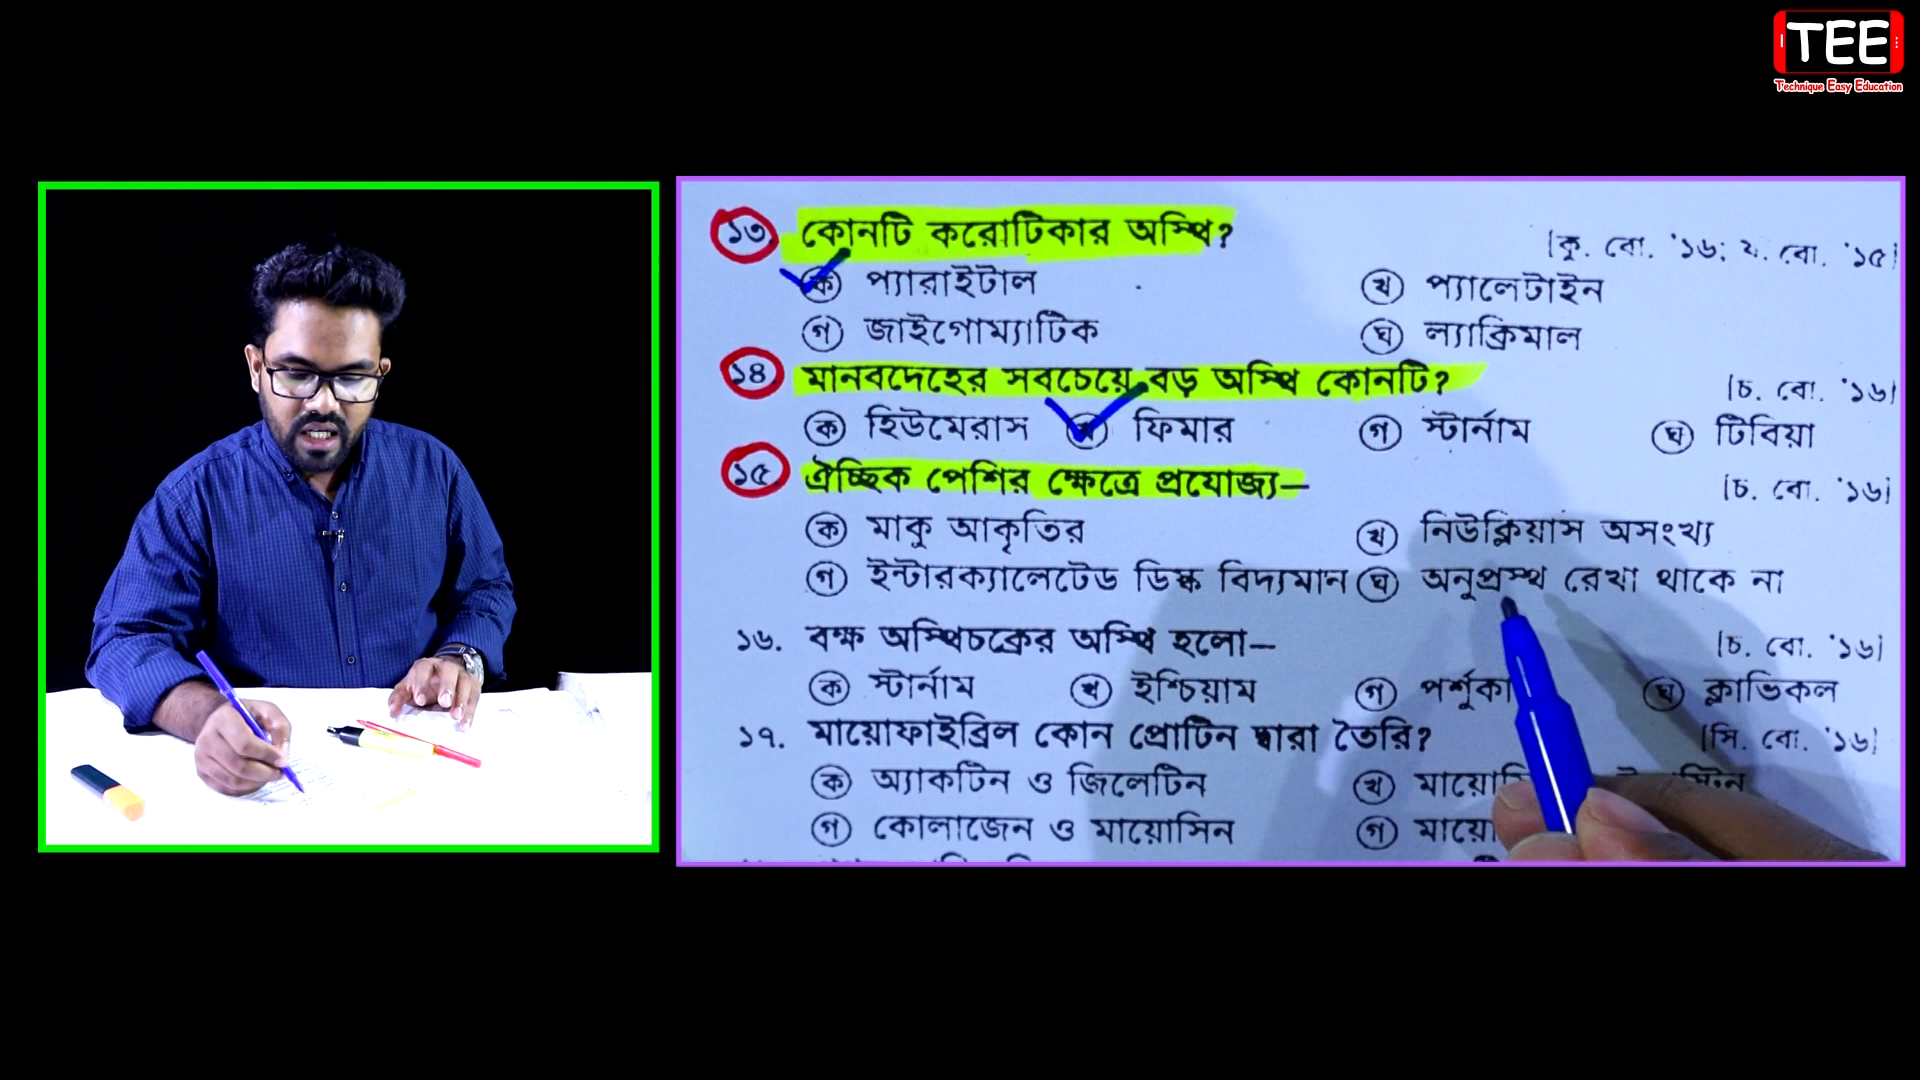 TEE
Technique Easy Education
১৩. কোনটি করোটিকার অস্থি? [কু. বো. '১৬; য. বো. '১৫]
ক প্যারাইটাল খ প্যালেটাইন
গ জাইগোম্যাটিক ঘ ল্যাক্রিমাল
১৪. মানবদেহের সবচেয়ে বড় অস্থি কোনটি? [চ. বো. '১৬]
ক হিউমেরাস খ ফিমার গ স্টার্নাম ঘ টিবিয়া
১৫. ঐচ্ছিক পেশির ক্ষেত্রে প্রযোজ্য— [চ. বো. '১৬]
ক মাকু আকৃতির খ নিউক্লিয়াস অসংখ্য
গ ইন্টারক্যালেটেড ডিস্ক বিদ্যমান ঘ অনুপ্রস্থ রেখা থাকে না
১৬. বক্ষ অস্থিচক্রের অস্থি হলো— [চ. বো. '১৬]
ক স্টার্নাম খ ইশ্চিয়াম গ পর্শুকা ঘ ক্লাভিকল
১৭. মায়োফাইব্রিল কোন প্রোটিন দ্বারা তৈরি? [সি. বো. '১৬]
ক অ্যাকটিন ও জিলেটিন খ
গ কোলাজেন ও মায়োসিন গ